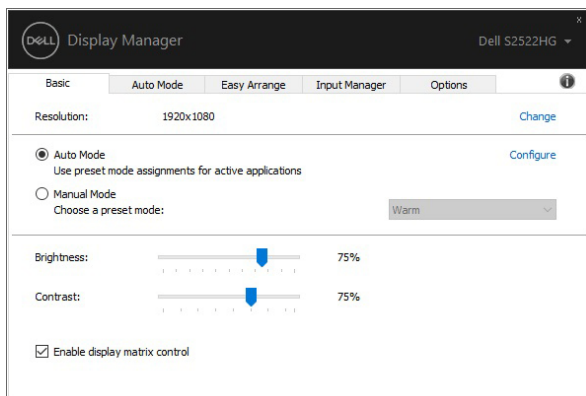 x
DELL Display Manager Dell S2522HG
Basic Auto Mode Easy Arrange Input Manager Options i
Resolution: 1920x1080 Change
Auto Mode Configure
Use preset mode assignments for active applications
Manual Mode
Choose a preset mode: Warm
Brightness: 75%
Contrast: 75%
Enable display matrix control